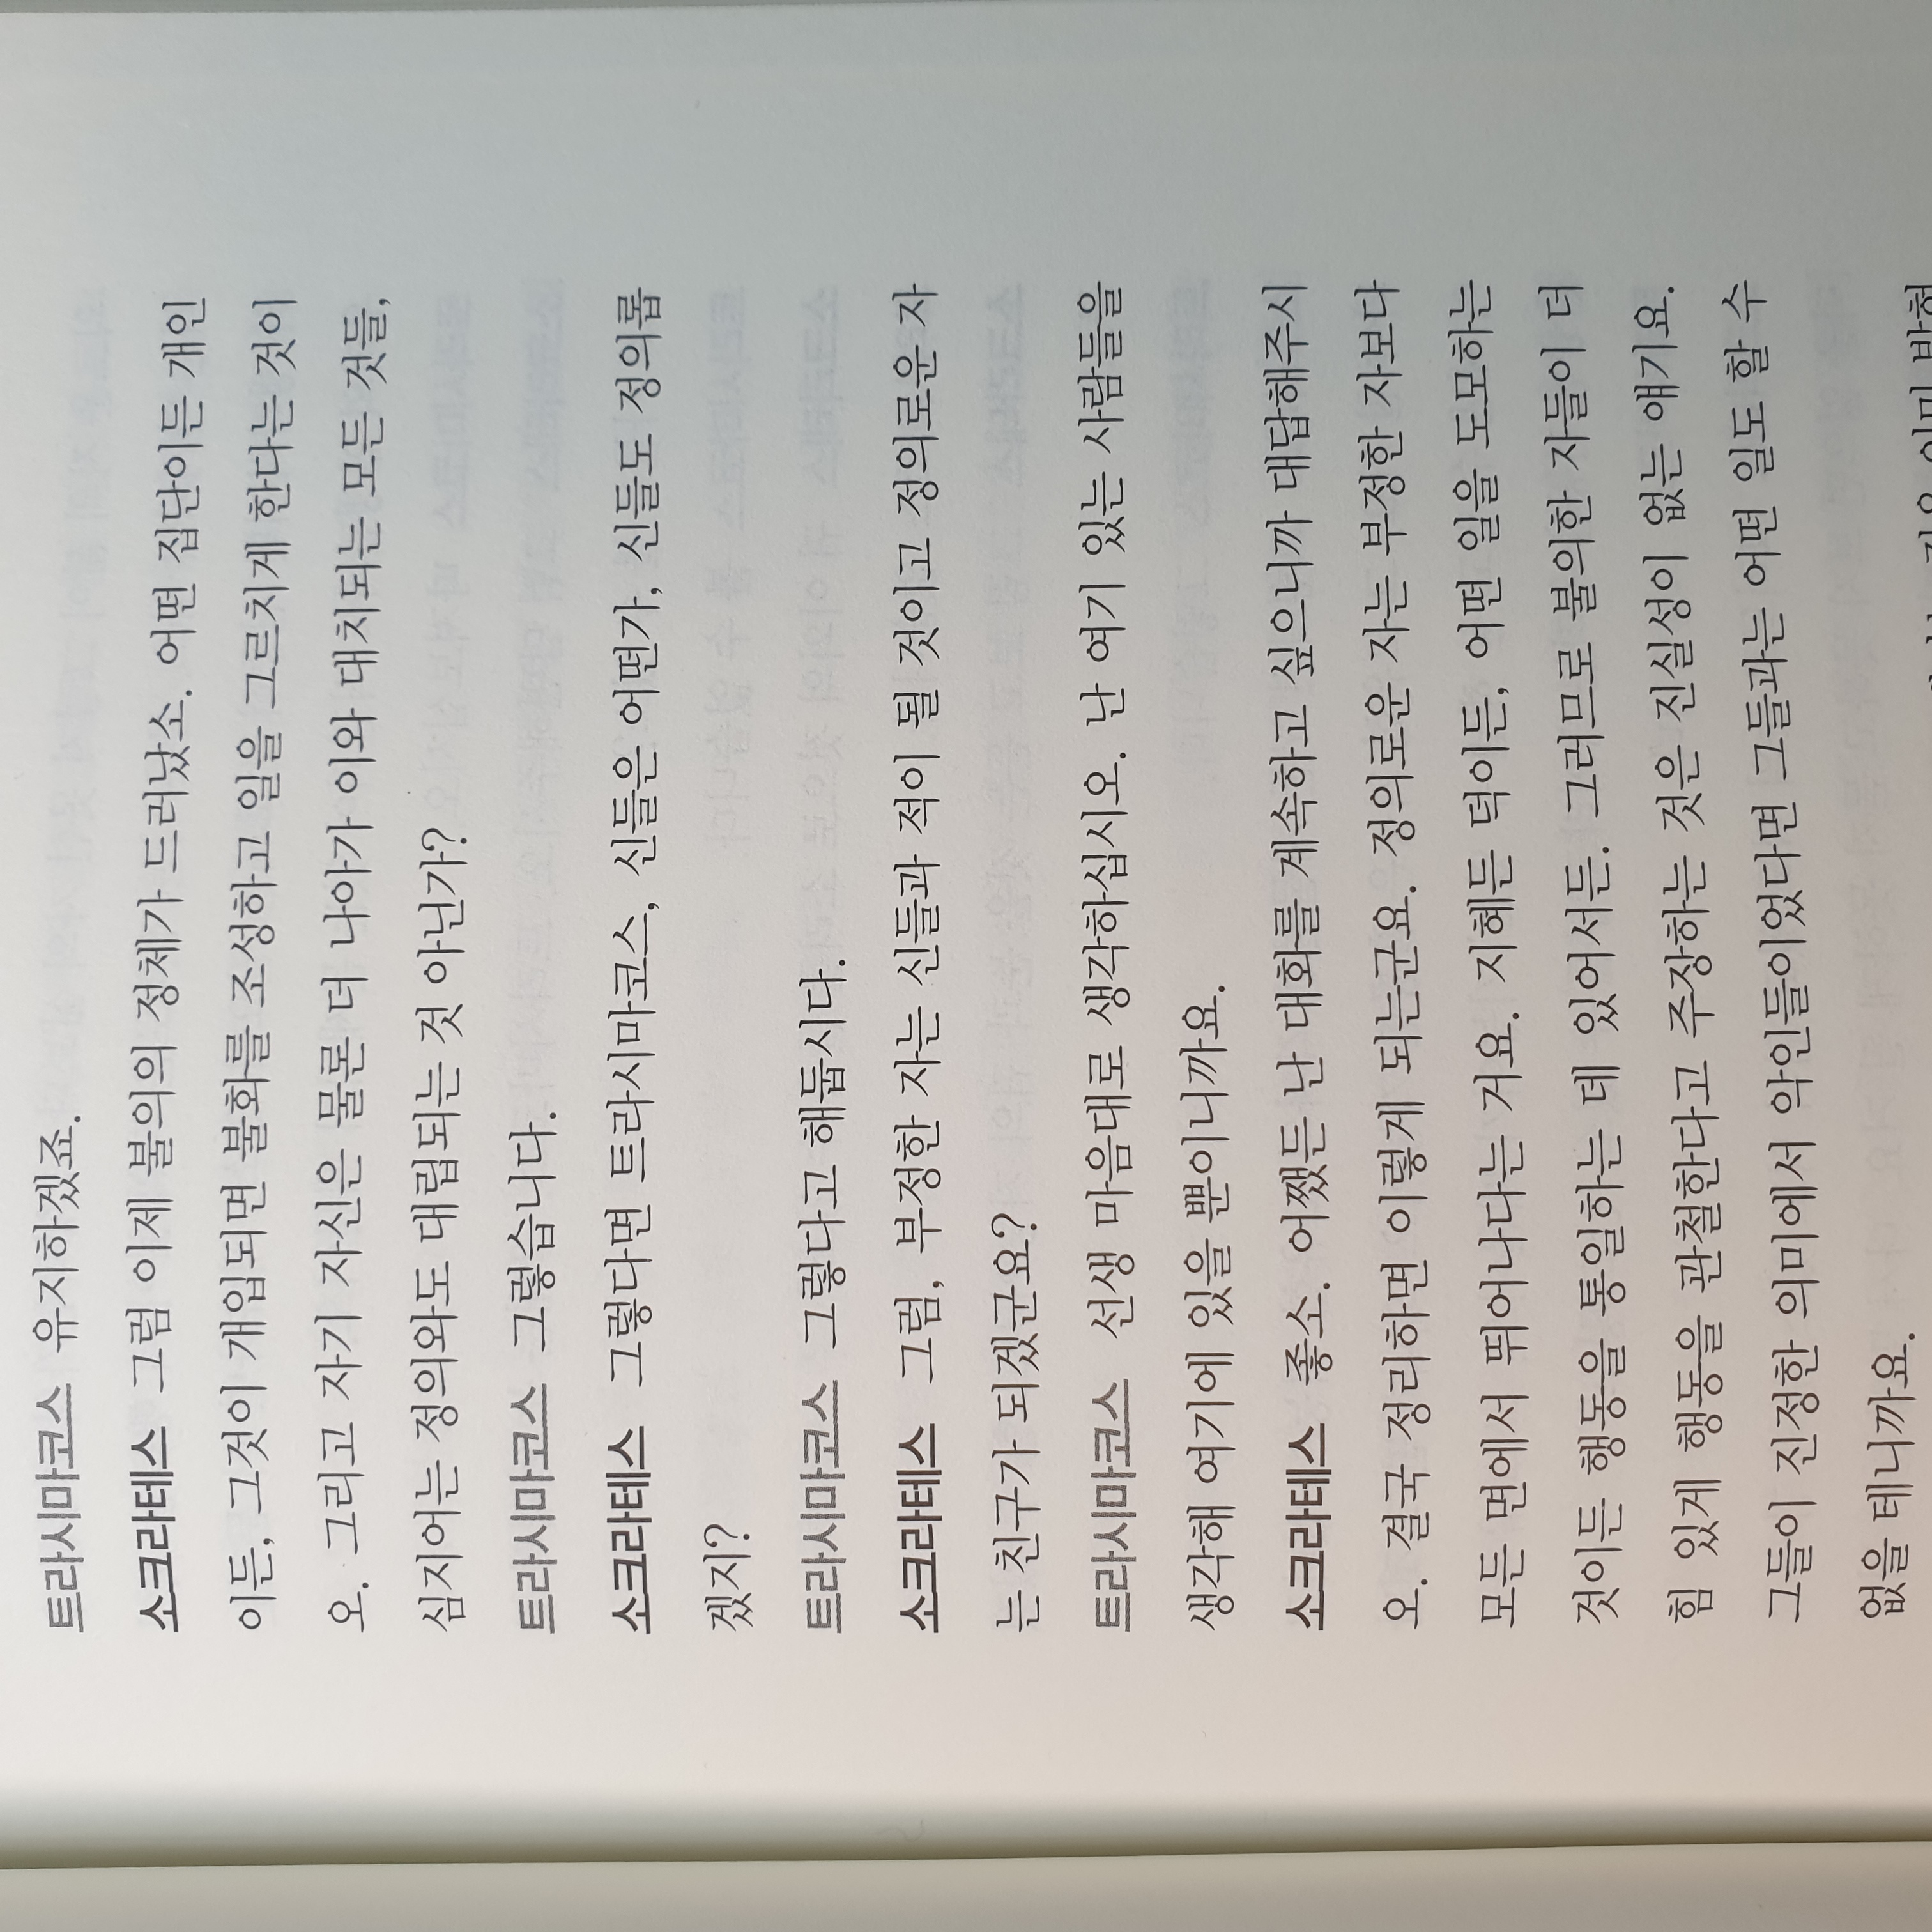 트라시마코스 유지하겠죠.
소크라테스 그럼 이제 불의의 정체가 드러났소. 어떤 집단이든 개인
이든, 그것이 개입되면 불화를 조성하고 일을 그르치게 한다는 것이
오. 그리고 자기 자신은 물론 더 나아가 이와 대치되는 모든 것들,
심지어는 정의와도 대립되는 것 아닌가?
트라시마코스 그렇습니다.
소크라테스 그렇다면 트라시마코스, 신들은 어떤가, 신들도 정의롭
겠지?
트라시마코스 그렇다고 해둡시다.
소크라테스 그럼, 부정한 자는 신들과 적이 될 것이고 정의로운 자
는 친구가 되겠군요?
트라시마코스 선생 마음대로 생각하십시오. 난 여기 있는 사람들을
생각해 여기에 있을 뿐이니까요.
소크라테스 좋소. 어쨌든 난 대화를 계속하고 싶으니까 대답해주시
오. 결국 정리하면 이렇게 되는군요. 정의로운 자는 부정한 자보다
모든 면에서 뛰어나다는 거요. 지혜든 덕이든, 어떤 일을 도모하는
것이든 행동을 통일하는 데 있어서든. 그러므로 불의한 자들이 더
힘 있게 행동을 관철한다고 주장하는 것은 진실성이 없는 얘기요.
그들이 진정한 의미에서 악인들이었다면 그들과는 어떤 일도 할 수
없을 테니까요.